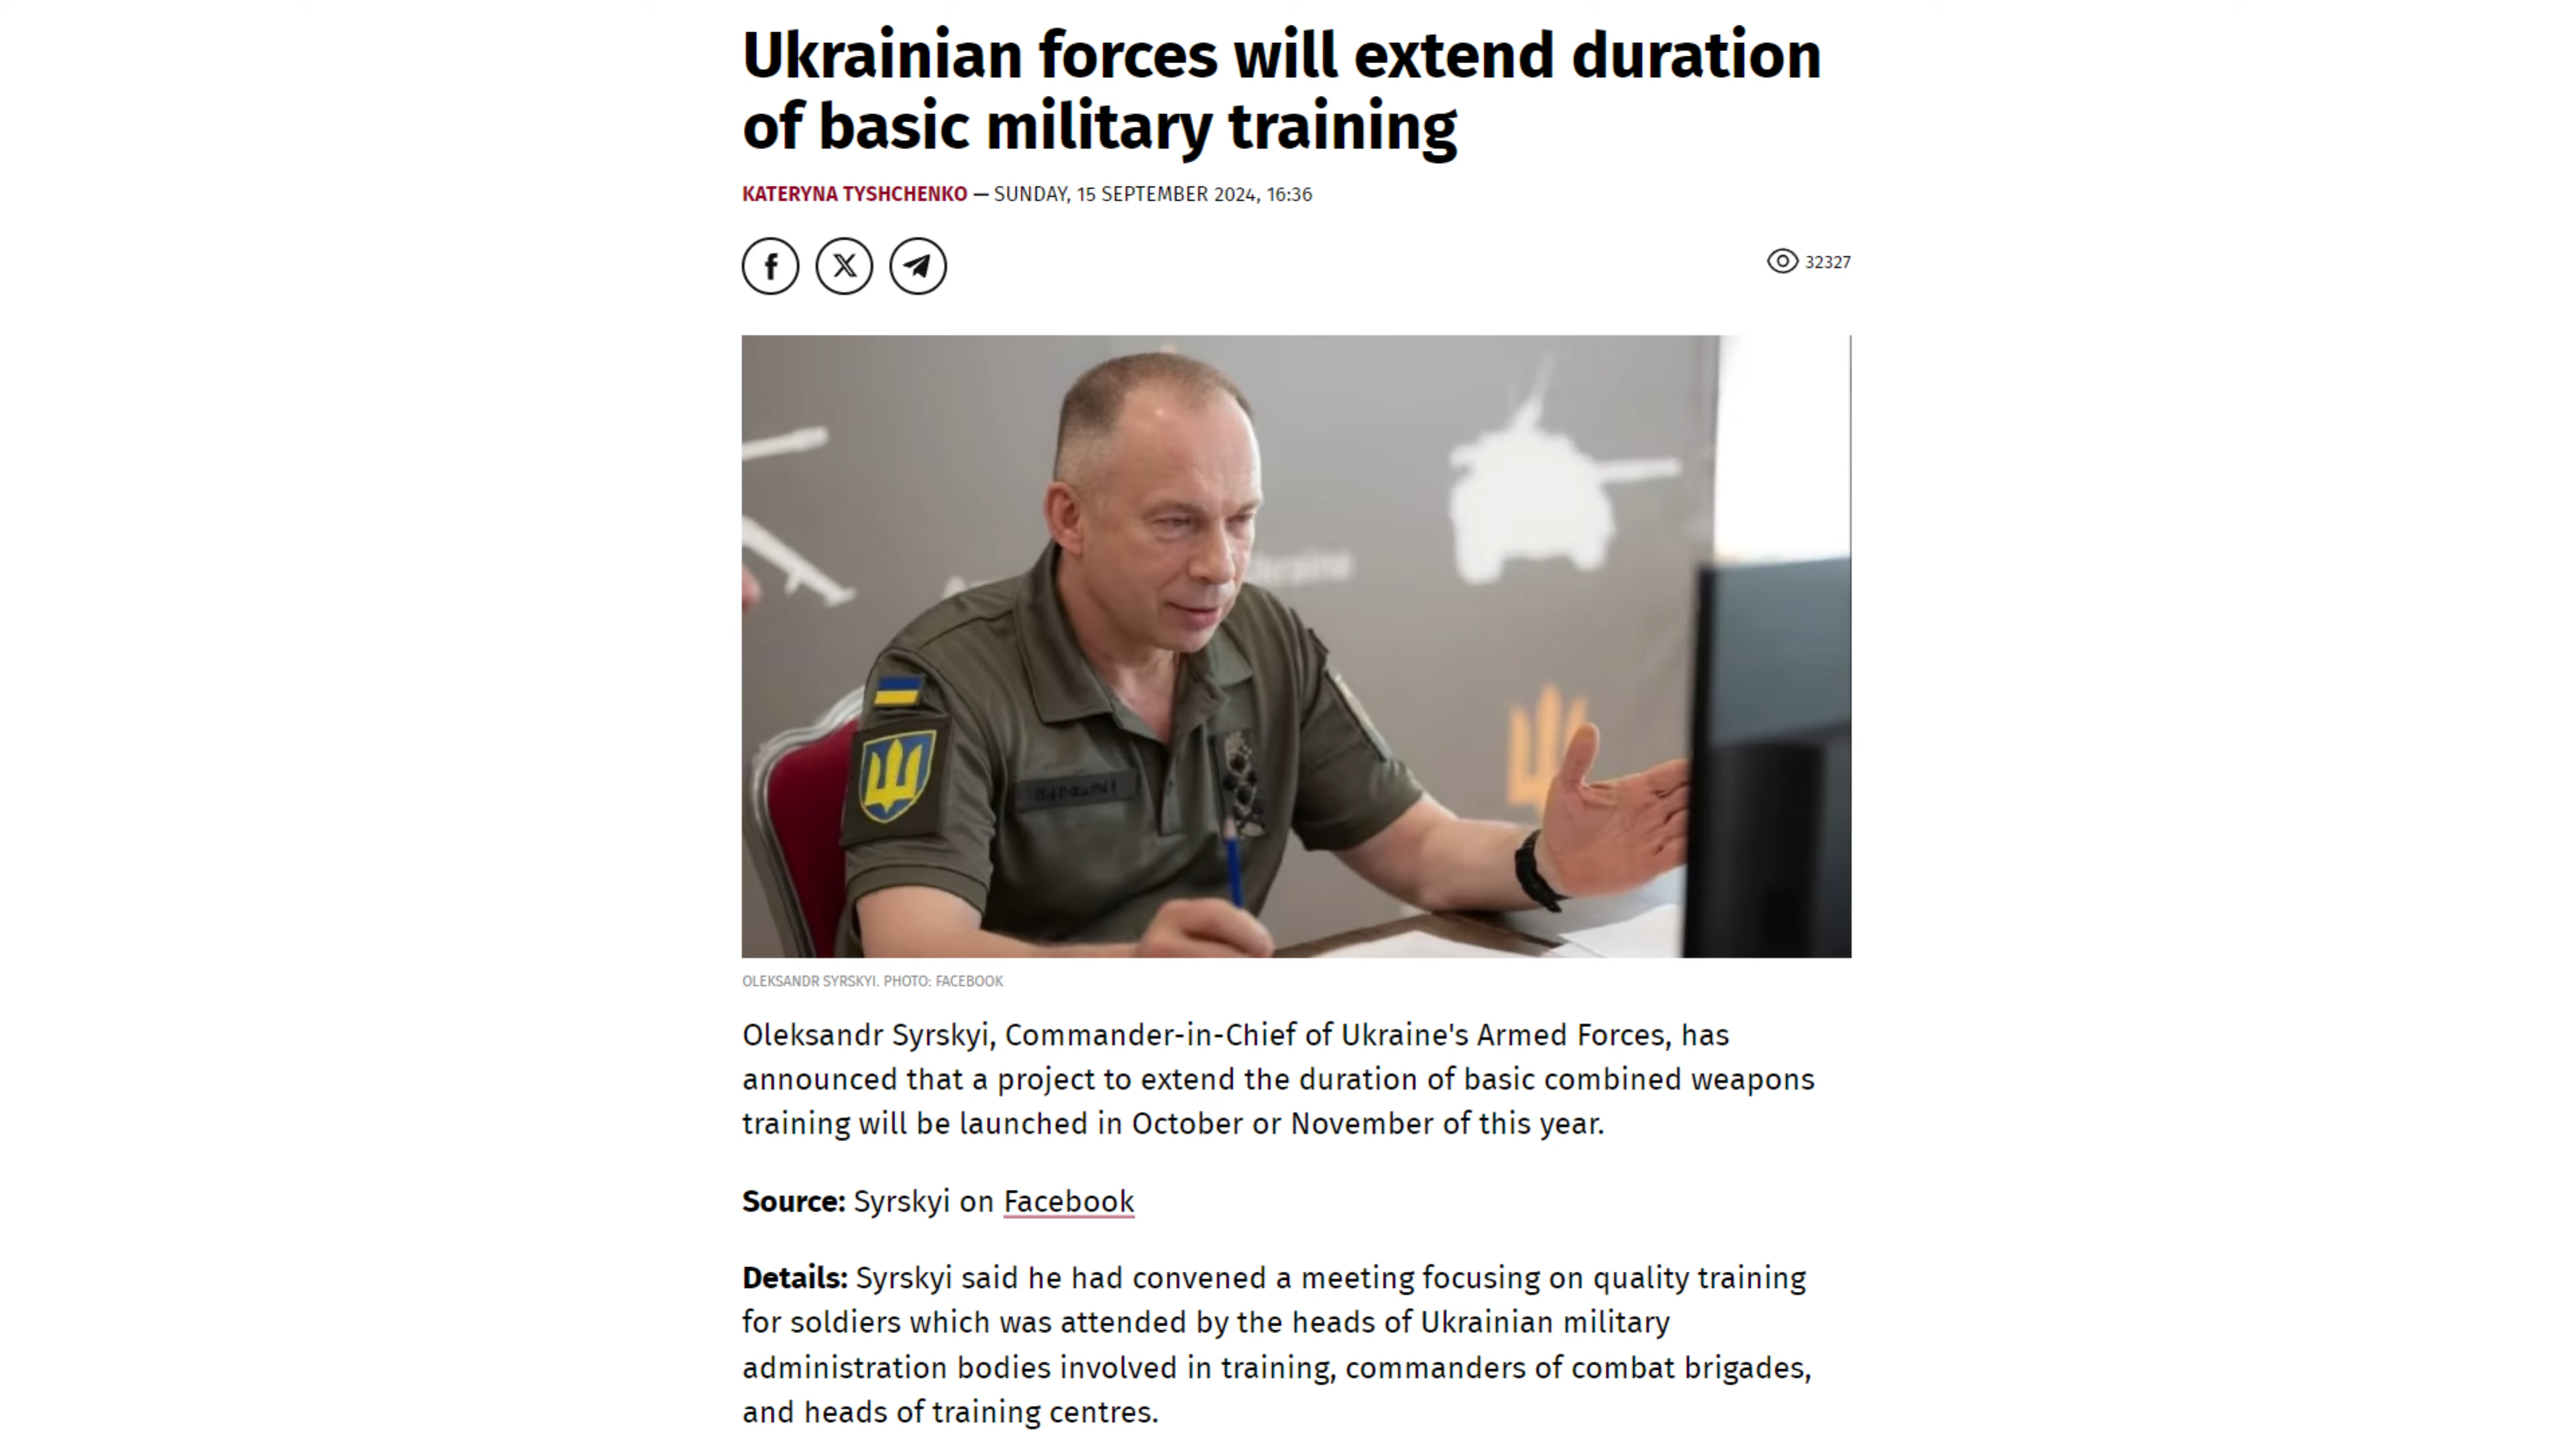 Ukrainian forces will extend duration
of basic military training
KATERYNA TYSHCHENKO — SUNDAY, 15 SEPTEMBER 2024, 16:36
32327
OLEKSANDR SYRSKYI. PHOTO: FACEBOOK
Oleksandr Syrskyi, Commander-in-Chief of Ukraine's Armed Forces, has
announced that a project to extend the duration of basic combined weapons
training will be launched in October or November of this year.
Source: Syrskyi on Facebook
Details: Syrskyi said he had convened a meeting focusing on quality training
for soldiers which was attended by the heads of Ukrainian military
administration bodies involved in training, commanders of combat brigades,
and heads of training centres.